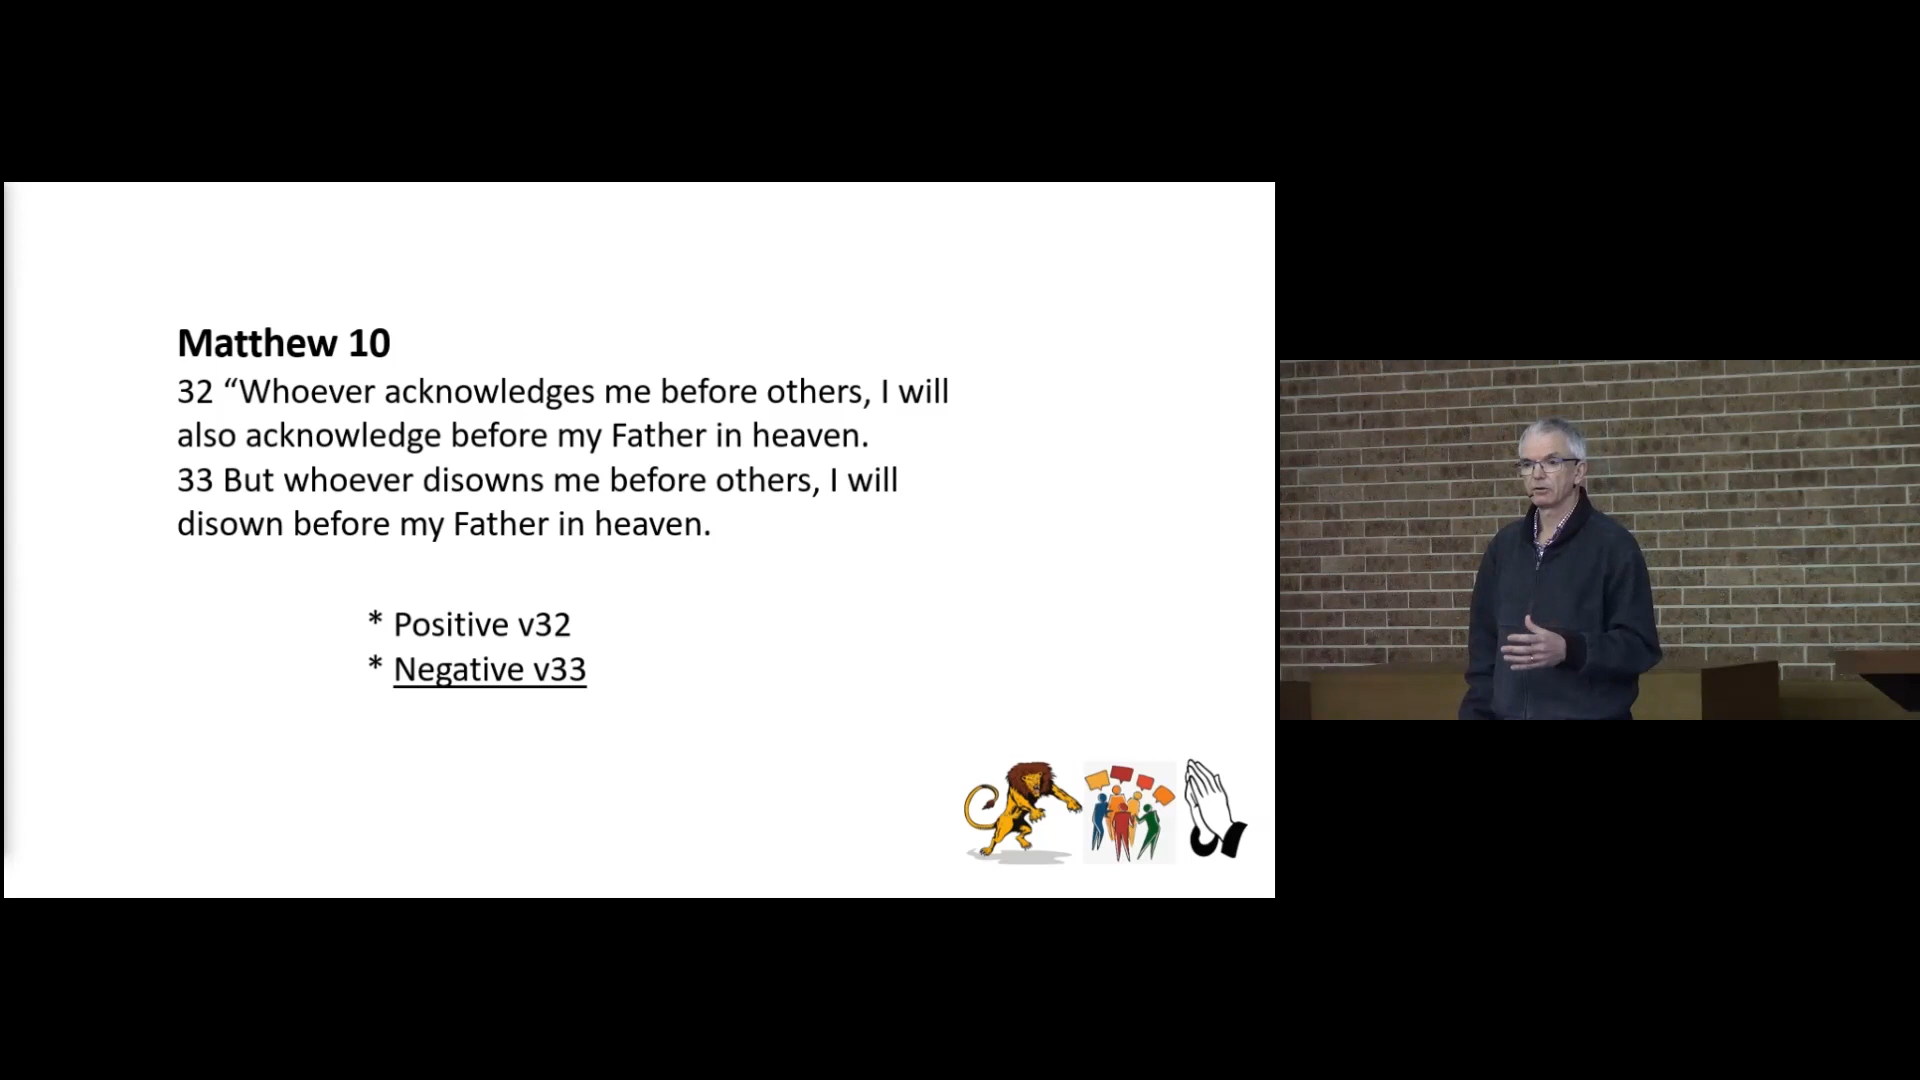 Matthew 10
32 “Whoever acknowledges me before others, I will
also acknowledge before my Father in heaven.
33 But whoever disowns me before others, I will
disown before my Father in heaven.
* Positive v32
* Negative v33